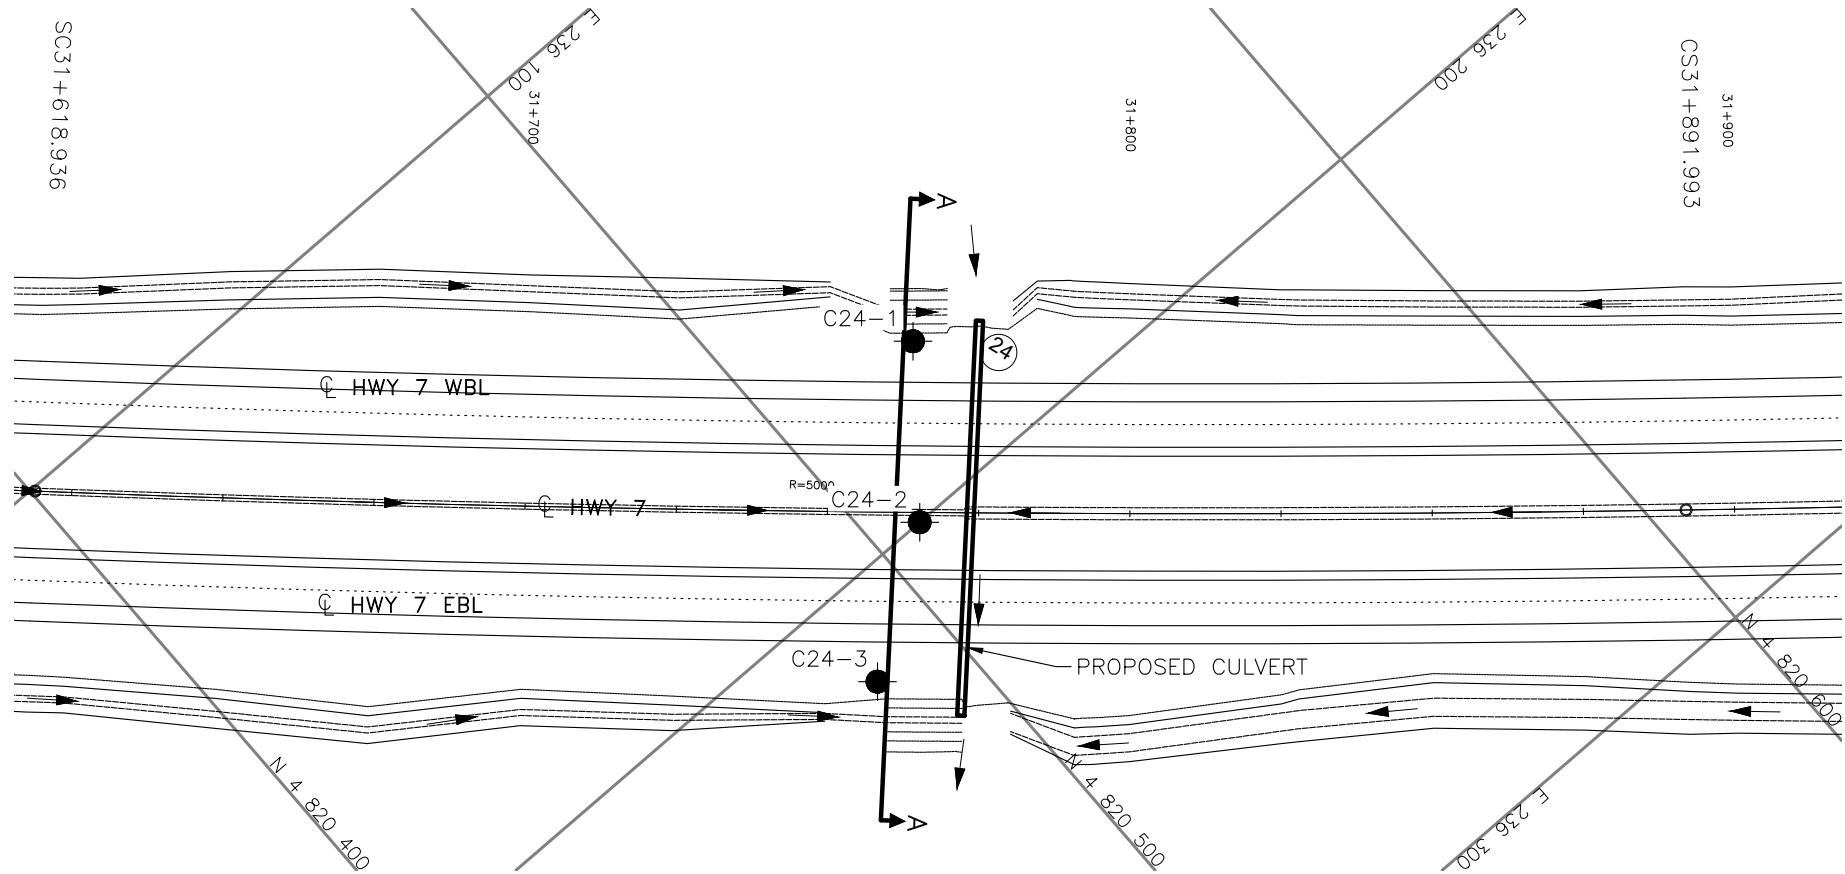 SC31+618.936
E 236 100
31+700
31+800
E 236 200
CS31+891.993
31+900
A
C24-1
24
℄ HWY 7 WBL
R=5000
C24-2
℄ HWY 7
℄ HWY 7 EBL
C24-3
PROPOSED CULVERT
N 4 820 600
N 4 820 400
N 4 820 500
E 236 300
A